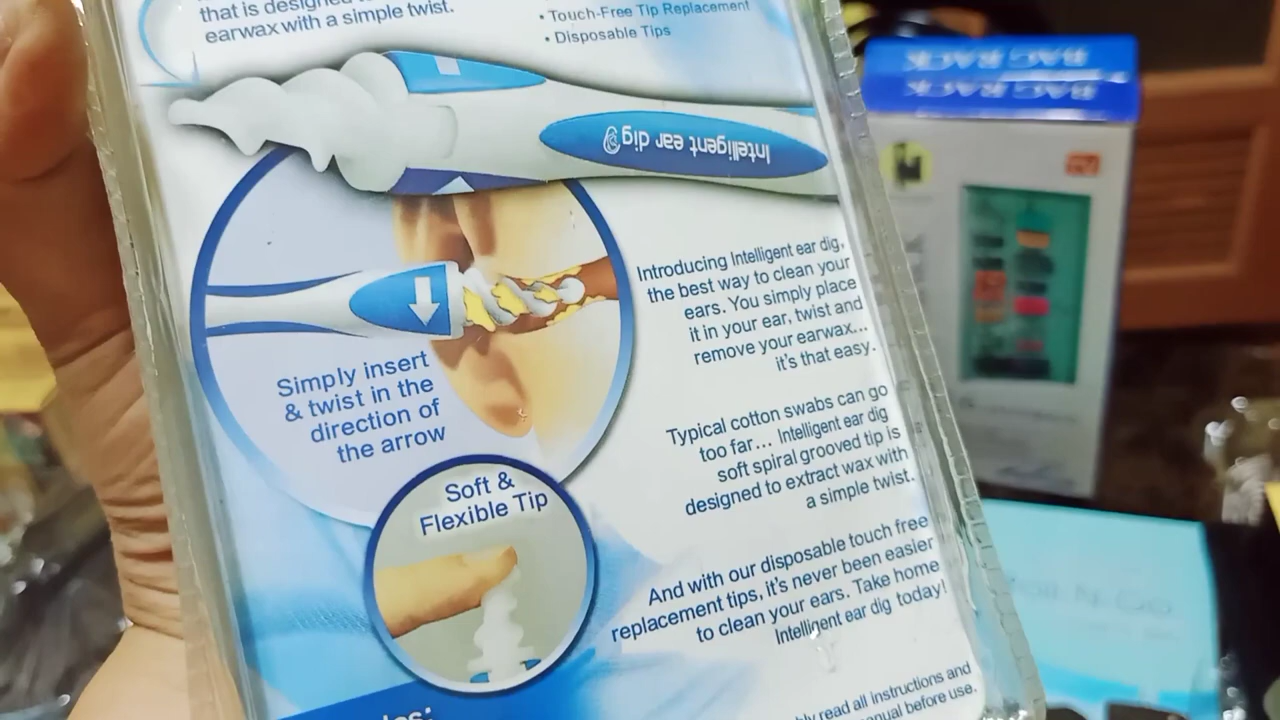 that is designed
earwax with a simple twist.
• Touch-Free Tip Replacement
• Disposable Tips
Intelligent ear dig
Introducing Intelligent ear dig,
the best way to clean your
ears. You simply place
it in your ear, twist and
remove your earwax...
it's that easy.
Simply insert
& twist in the
direction of
the arrow
Typical cotton swabs can go
too far... Intelligent ear dig
soft spiral grooved tip is
designed to extract wax with
a simple twist.
Soft &
Flexible Tip
And with our disposable touch free
replacement tips, it's never been easier
to clean your ears. Take home
Intelligent ear dig today!
read all instructions and
before use.
BAG RACK
BAG RACK